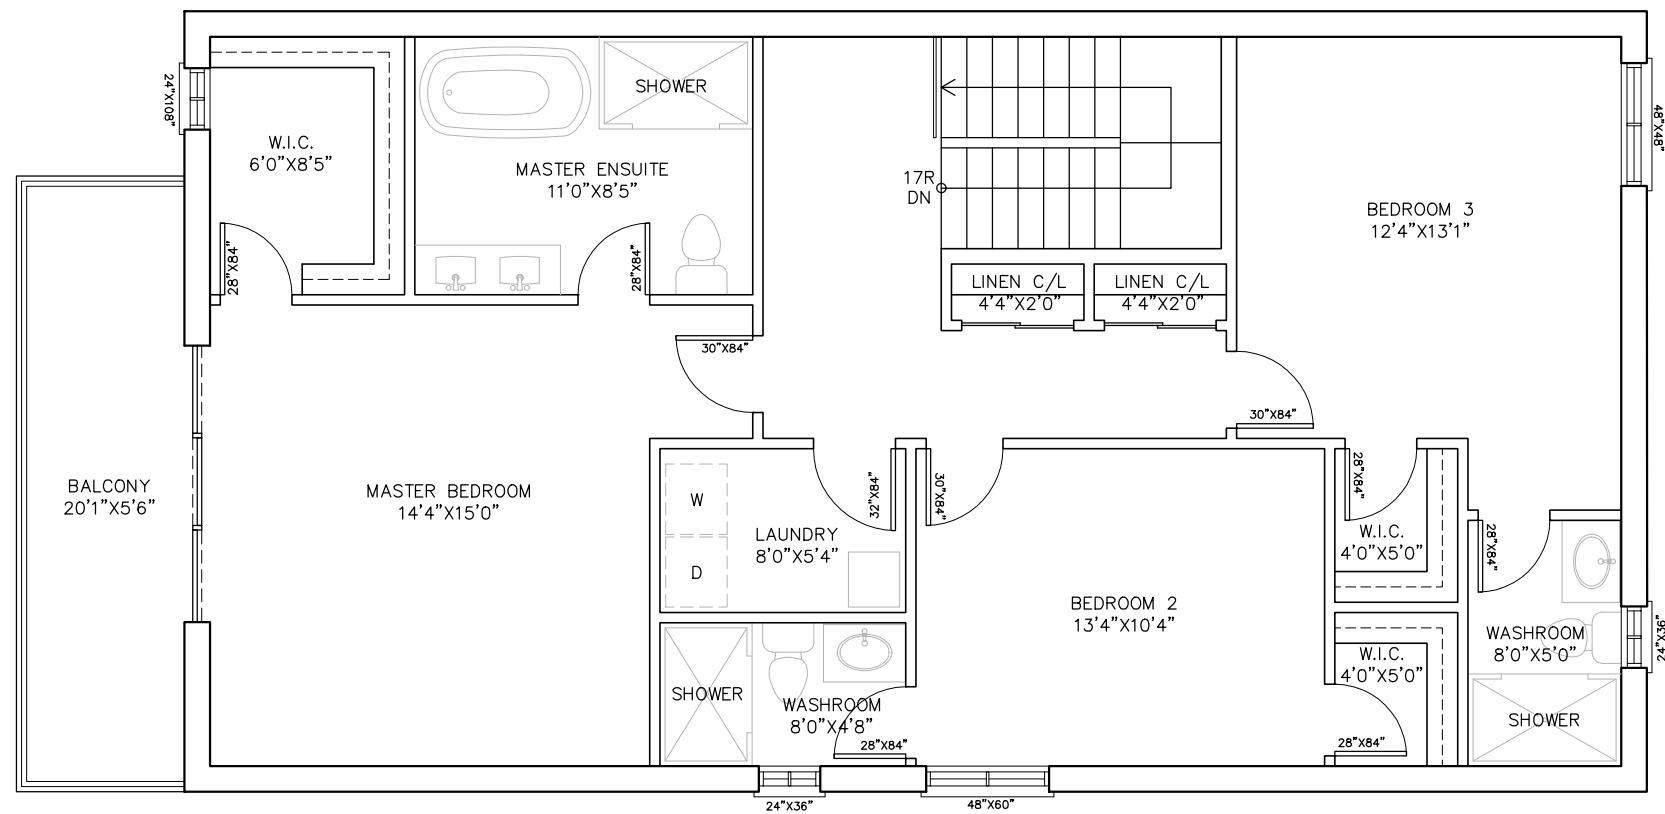 24"X108"
W.I.C.
6'0"X8'5"
28"X84"
SHOWER
MASTER ENSUITE
11'0"X8'5"
28"X84"
17R
DN
LINEN C/L
4'4"X2'0"
LINEN C/L
4'4"X2'0"
BEDROOM 3
12'4"X13'1"
48"X48"
30"X84"
30"X84"
BALCONY
20'1"X5'6"
MASTER BEDROOM
14'4"X15'0"
W
D
LAUNDRY
8'0"X5'4"
32"X84"
30"X84"
BEDROOM 2
13'4"X10'4"
28"X84"
W.I.C.
4'0"X5'0"
28"X84"
WASHROOM
8'0"X5'0"
24"X36"
SHOWER
W.I.C.
4'0"X5'0"
28"X84"
SHOWER
WASHROOM
8'0"X4'8"
28"X84"
24"X36"
48"X60"